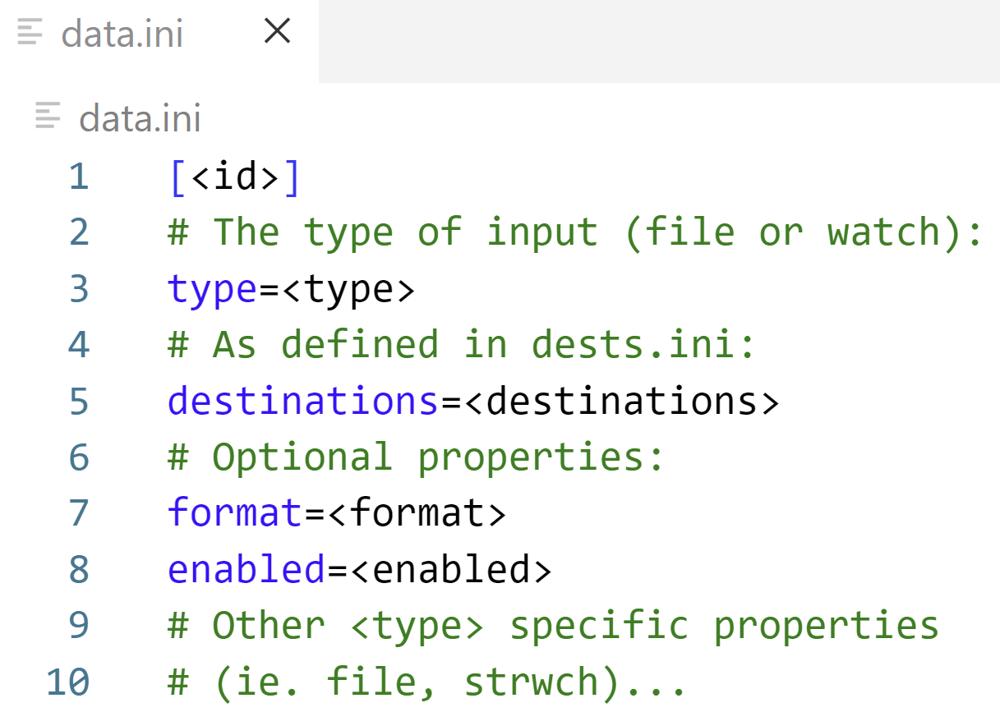 data.ini
data.ini
1 [<id>]
2 # The type of input (file or watch):
3 type=<type>
4 # As defined in dests.ini:
5 destinations=<destinations>
6 # Optional properties:
7 format=<format>
8 enabled=<enabled>
9 # Other <type> specific properties
10 # (ie. file, strwch)...